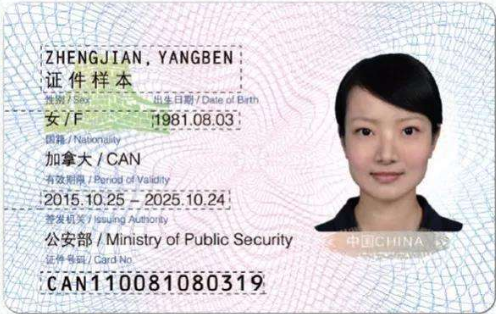 ZHENGJIAN, YANGBEN
证件样本
性别 / Sex 出生日期 / Date of Birth
女 / F 1981.08.03
国籍 / Nationality
加拿大 / CAN
有效期限 / Period of Validity
2015.10.25 – 2025.10.24
签发机关 / Issuing Authority
公安部 / Ministry of Public Security
证件号码 / Card No.
CAN110081080319
中国CHINA